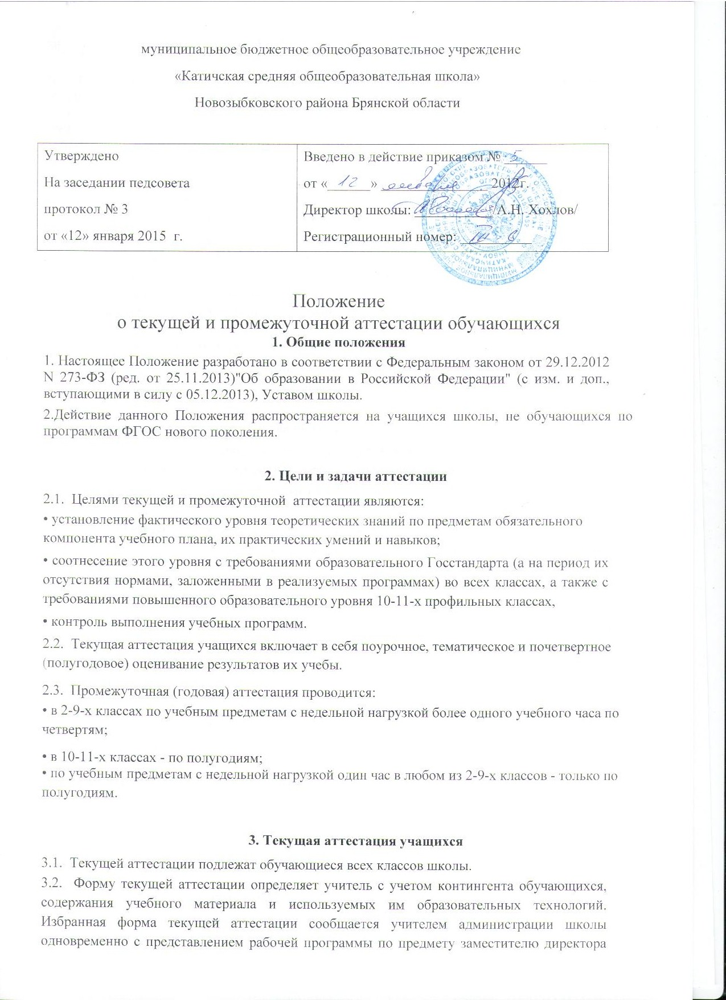 муниципальное бюджетное общеобразовательное учреждение
«Катичская средняя общеобразовательная школа»
Новозыбковского района Брянской области
Утверждено
На заседании педсовета
протокол № 3
от «12» января 2015 г.
Введено в действие приказом № 5
от «12» января 2012г.
Директор школы: /А.Н. Хохлов/
Регистрационный номер:
Положение
о текущей и промежуточной аттестации обучающихся
1. Общие положения
1. Настоящее Положение разработано в соответствии с Федеральным законом от 29.12.2012
N 273-ФЗ (ред. от 25.11.2013)"Об образовании в Российской Федерации" (с изм. и доп.,
вступающими в силу с 05.12.2013), Уставом школы.
2.Действие данного Положения распространяется на учащихся школы, не обучающихся по
программам ФГОС нового поколения.
2. Цели и задачи аттестации
2.1. Целями текущей и промежуточной аттестации являются:
• установление фактического уровня теоретических знаний по предметам обязательного
компонента учебного плана, их практических умений и навыков;
• соотнесение этого уровня с требованиями образовательного Госстандарта (а на период их
отсутствия нормами, заложенными в реализуемых программах) во всех классах, а также с
требованиями повышенного образовательного уровня 10-11-х профильных классах,
• контроль выполнения учебных программ.
2.2. Текущая аттестация учащихся включает в себя поурочное, тематическое и почетвертное
(полугодовое) оценивание результатов их учебы.
2.3. Промежуточная (годовая) аттестация проводится:
• в 2-9-х классах по учебным предметам с недельной нагрузкой более одного учебного часа по
четвертям;
• в 10-11-х классах - по полугодиям;
• по учебным предметам с недельной нагрузкой один час в любом из 2-9-х классов - только по
полугодиям.
3. Текущая аттестация учащихся
3.1. Текущей аттестации подлежат обучающиеся всех классов школы.
3.2. Форму текущей аттестации определяет учитель с учетом контингента обучающихся,
содержания учебного материала и используемых им образовательных технологий.
Избранная форма текущей аттестации сообщается учителем администрации школы
одновременно с представлением рабочей программы по предмету заместителю директора